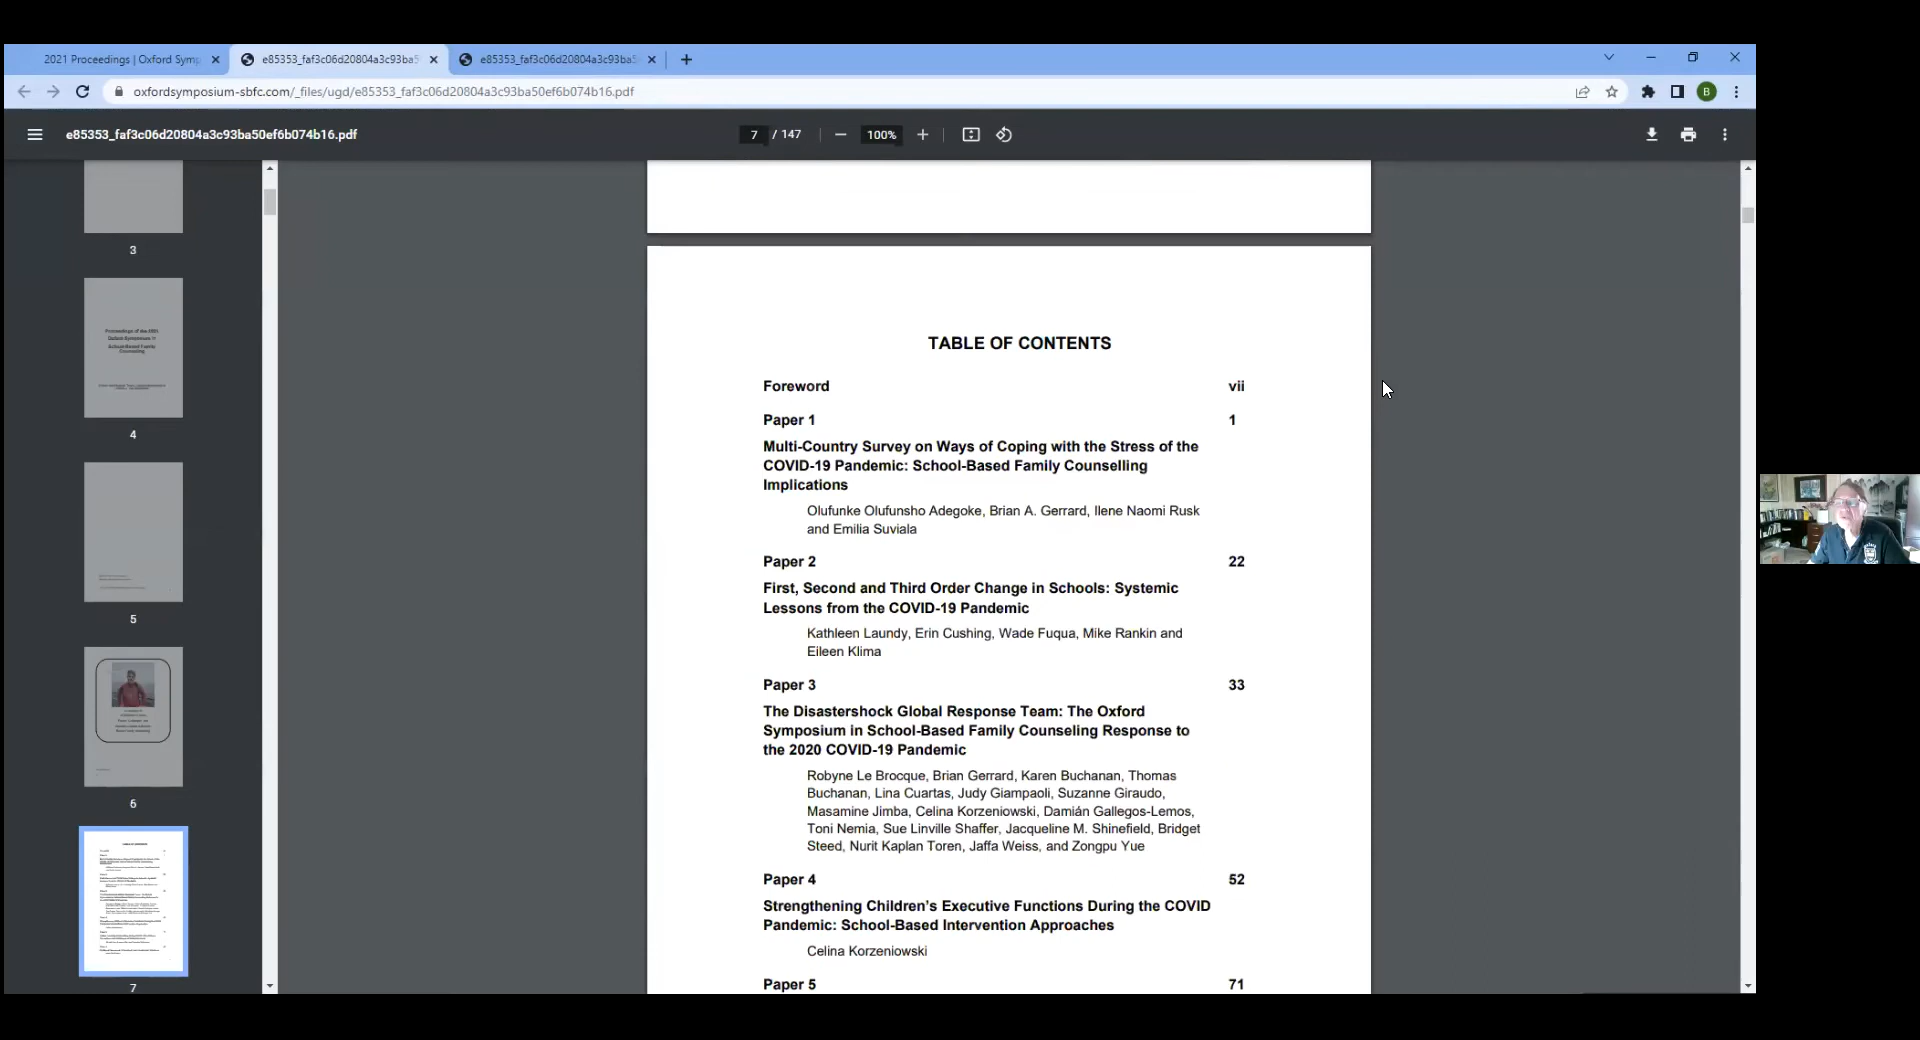 2021 Proceedings | Oxford Symp
e85353_faf3c06d20804a3c93ba5
e85353_faf3c06d20804a3c93ba5
oxfordsymposium-sbfc.com/_files/ugd/e85353_faf3c06d20804a3c93ba50ef6b074b16.pdf
B
e85353_faf3c06d20804a3c93ba50ef6b074b16.pdf
7 / 147
100%
3
4
5
6
7
TABLE OF CONTENTS
Foreword vii
Paper 1 1
Multi-Country Survey on Ways of Coping with the Stress of the
COVID-19 Pandemic: School-Based Family Counselling
Implications
Olufunke Olufunsho Adegoke, Brian A. Gerrard, Ilene Naomi Rusk
and Emilia Suviala
Paper 2 22
First, Second and Third Order Change in Schools: Systemic
Lessons from the COVID-19 Pandemic
Kathleen Laundy, Erin Cushing, Wade Fuqua, Mike Rankin and
Eileen Klima
Paper 3 33
The Disastershock Global Response Team: The Oxford
Symposium in School-Based Family Counseling Response to
the 2020 COVID-19 Pandemic
Robyne Le Brocque, Brian Gerrard, Karen Buchanan, Thomas
Buchanan, Lina Cuartas, Judy Giampaoli, Suzanne Giraudo,
Masamine Jimba, Celina Korzeniowski, Damián Gallegos-Lemos,
Toni Nemia, Sue Linville Shaffer, Jacqueline M. Shinefield, Bridget
Steed, Nurit Kaplan Toren, Jaffa Weiss, and Zongpu Yue
Paper 4 52
Strengthening Children’s Executive Functions During the COVID
Pandemic: School-Based Intervention Approaches
Celina Korzeniowski
Paper 5 71